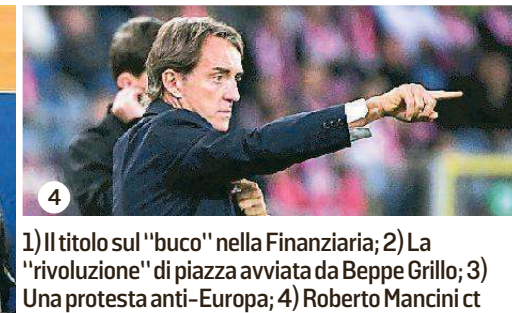 4
1) Il titolo sul "buco" nella Finanziaria; 2) La
"rivoluzione" di piazza avviata da Beppe Grillo; 3)
Una protesta anti-Europa; 4) Roberto Mancini ct